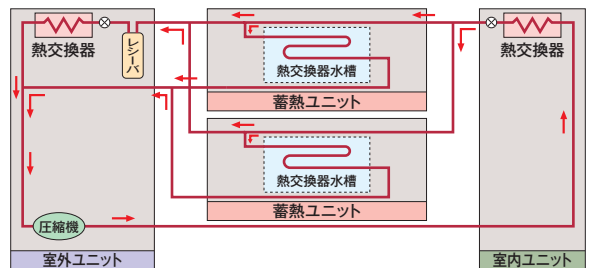 熱交換器
レシーバ
熱交換器水槽
蓄熱ユニット
熱交換器
熱交換器水槽
蓄熱ユニット
圧縮機
室外ユニット
室内ユニット